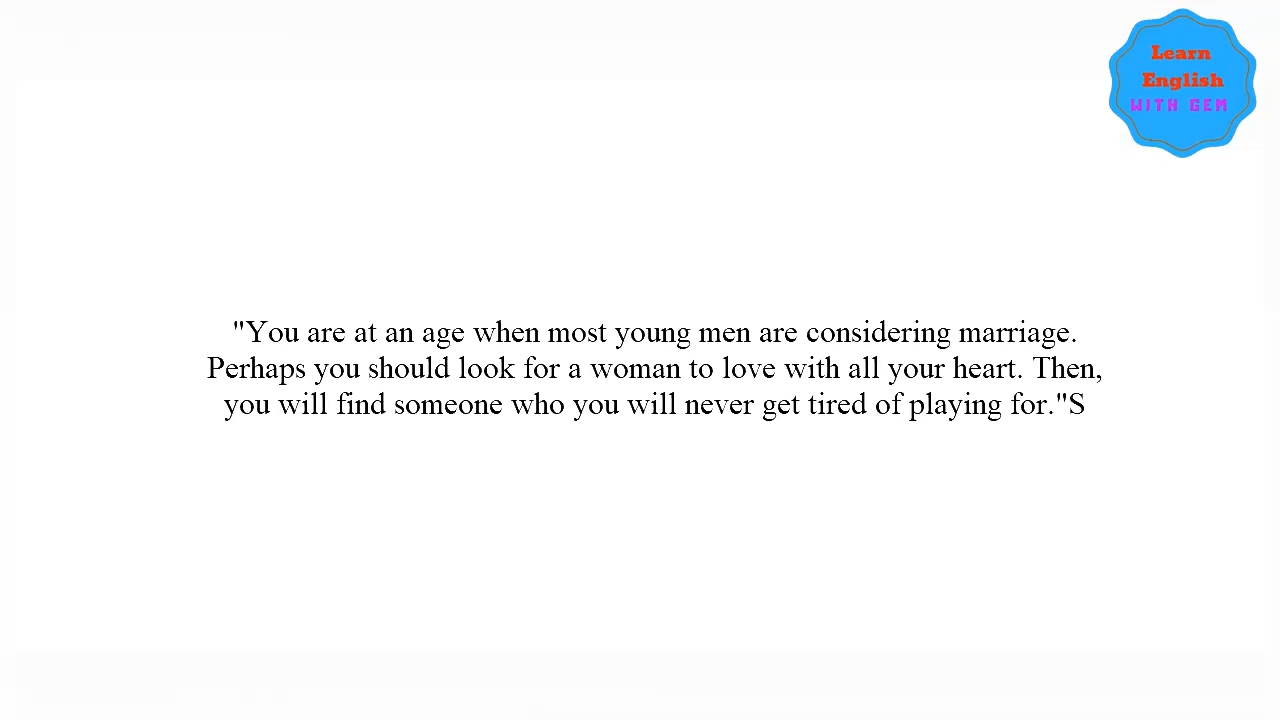 Learn
English
WITH GEM
"You are at an age when most young men are considering marriage.
Perhaps you should look for a woman to love with all your heart. Then,
you will find someone who you will never get tired of playing for."S